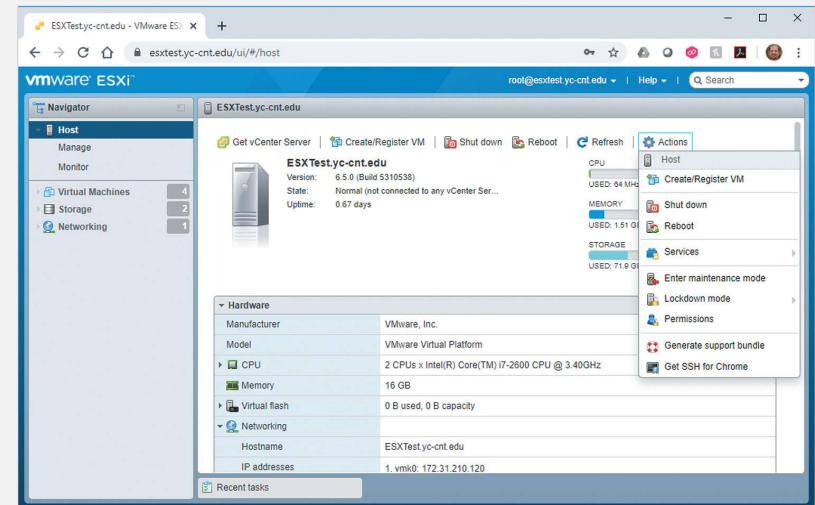 ESXTest.yc-cnt.edu - VMware ESX
esxtest.yc-cnt.edu/ui/#/host
vmware ESXi™
root@esxtest.yc-cnt.edu
Help
Search
Navigator
Host
Manage
Monitor
Virtual Machines 4
Storage 2
Networking 1
ESXTest.yc-cnt.edu
Get vCenter Server
Create/Register VM
Shut down
Reboot
Refresh
Actions
ESXTest.yc-cnt.edu
Version: 6.5.0 (Build 5310538)
State: Normal (not connected to any vCenter Ser...
Uptime: 0.67 days
CPU
USED: 64 MHz
MEMORY
USED: 1.51 G
STORAGE
USED: 71.9 G
Host
Create/Register VM
Shut down
Reboot
Services
Enter maintenance mode
Lockdown mode
Permissions
Generate support bundle
Get SSH for Chrome
Hardware
Manufacturer VMware, Inc.
Model VMware Virtual Platform
CPU 2 CPUs x Intel(R) Core(TM) i7-2600 CPU @ 3.40GHz
Memory 16 GB
Virtual flash 0 B used, 0 B capacity
Networking
Hostname ESXTest.yc-cnt.edu
IP addresses 1. vmk0: 172.31.210.120
Recent tasks